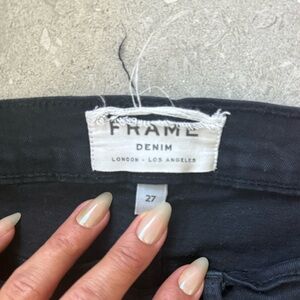 FRAME
DENIM
LONDON - LOS ANGELES
27